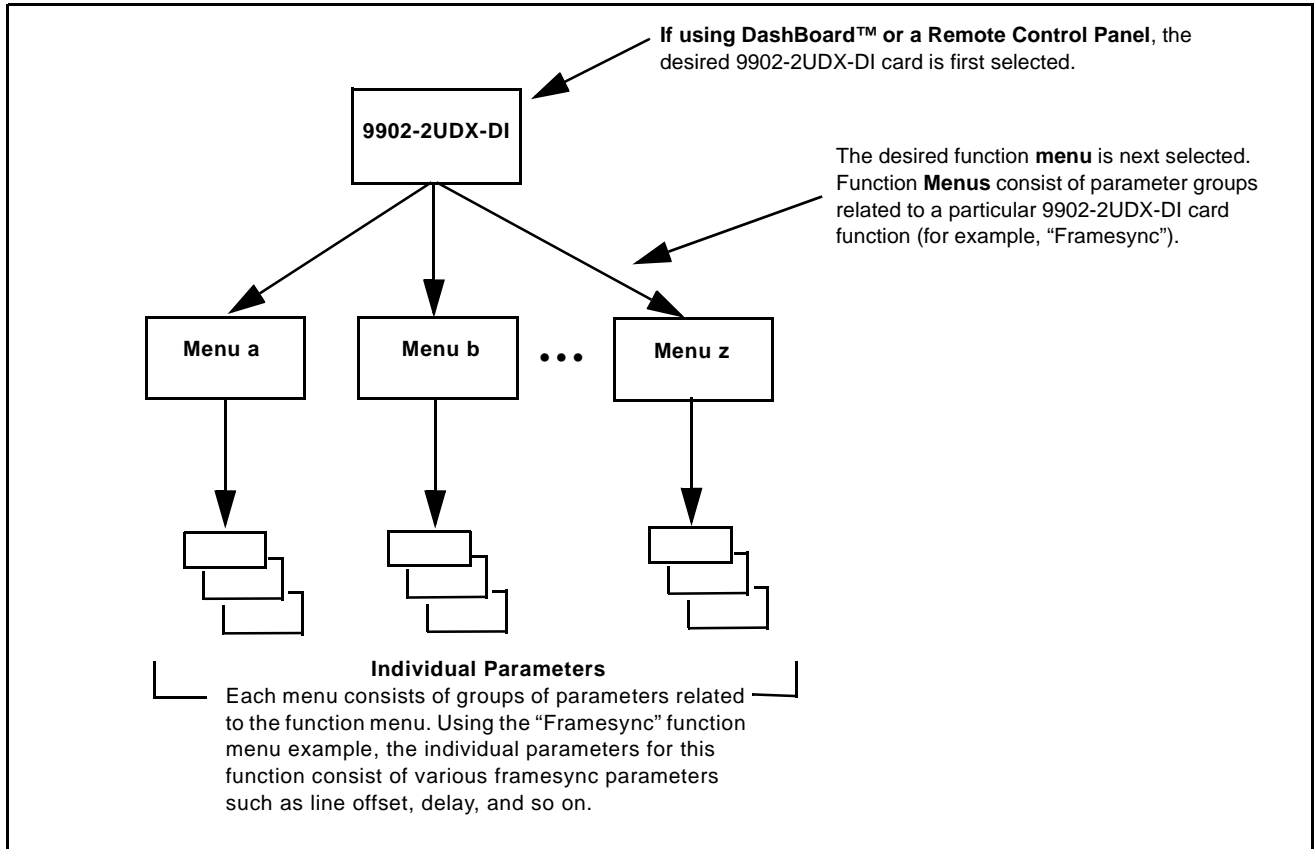 If using DashBoard™ or a Remote Control Panel, the
desired 9902-2UDX-DI card is first selected.
9902-2UDX-DI
The desired function menu is next selected.
Function Menus consist of parameter groups
related to a particular 9902-2UDX-DI card
function (for example, “Framesync”).
Menu a
Menu b
•••
Menu z
Individual Parameters
Each menu consists of groups of parameters related
to the function menu. Using the “Framesync” function
menu example, the individual parameters for this
function consist of various framesync parameters
such as line offset, delay, and so on.